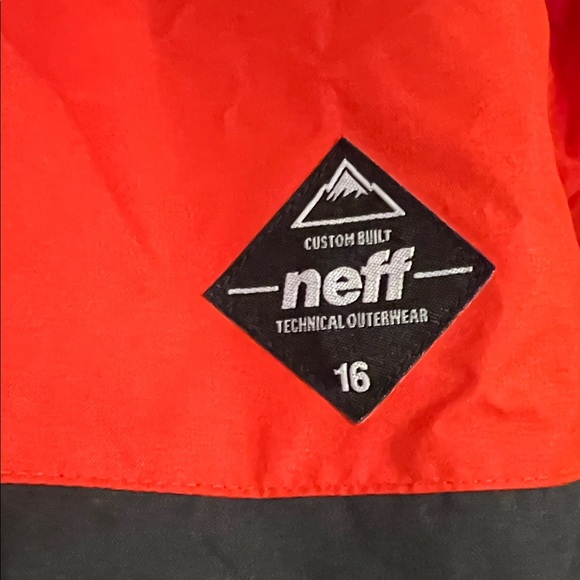 CUSTOM BUILT
neff
TECHNICAL OUTERWEAR
16